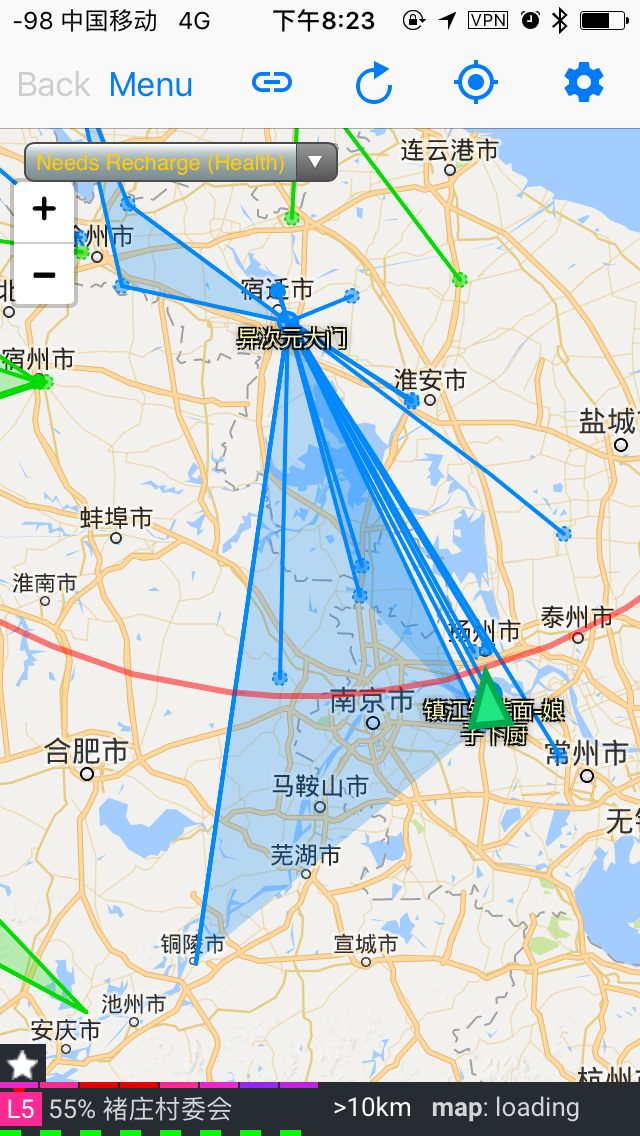 -98 中国移动 4G 下午8:23 VPN
Back Menu
Needs Recharge (Health)
连云港市
+
州市
−
宿迁市
北
异次元大门
宿州市
淮安市
盐城
蚌埠市
淮南市
泰州市
扬州市
南京市
镇江 面-娘
子下厨
合肥市
常州市
马鞍山市
无
芜湖市
铜陵市
宣城市
池州市
安庆市
杭州市
L5 55% 褚庄村委会 >10km map: loading